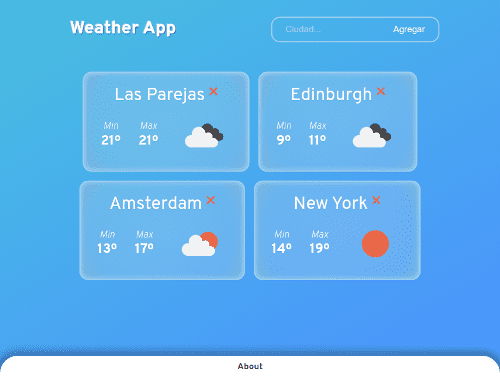 Weather App
Ciudad... Agregar
Las Parejas ×
Min Max
21º 21º
Edinburgh ×
Min Max
9º 11º
Amsterdam ×
Min Max
13º 17º
New York ×
Min Max
14º 19º
About